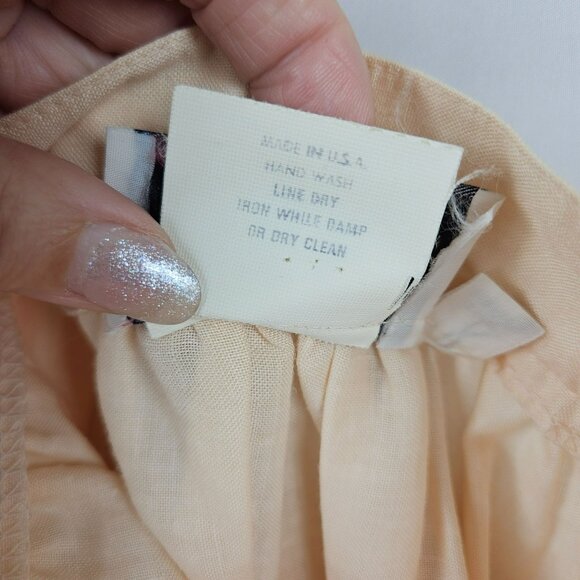 MADE IN U.S.A.
HAND WASH
LINE DRY
IRON WHILE DAMP
OR DRY CLEAN